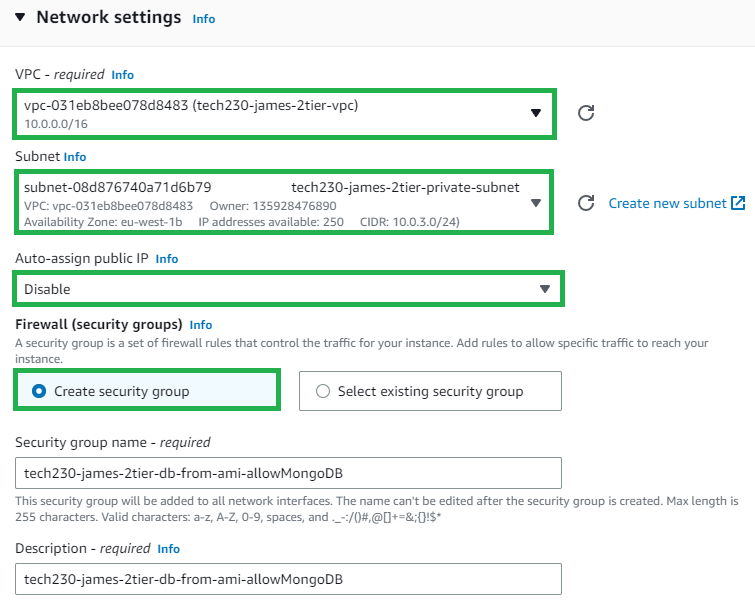 Network settings Info
VPC - required Info
vpc-031eb8bee078d8483 (tech230-james-2tier-vpc)
10.0.0.0/16
Subnet Info
subnet-08d876740a71d6b79 tech230-james-2tier-private-subnet
VPC: vpc-031eb8bee078d8483 Owner: 135928476890
Availability Zone: eu-west-1b IP addresses available: 250 CIDR: 10.0.3.0/24)
Create new subnet
Auto-assign public IP Info
Disable
Firewall (security groups) Info
A security group is a set of firewall rules that control the traffic for your instance. Add rules to allow specific traffic to reach your
instance.
Create security group
Select existing security group
Security group name - required
tech230-james-2tier-db-from-ami-allowMongoDB
This security group will be added to all network interfaces. The name can't be edited after the security group is created. Max length is
255 characters. Valid characters: a-z, A-Z, 0-9, spaces, and ._-:/()#,@[]+=&;{}!$*
Description - required Info
tech230-james-2tier-db-from-ami-allowMongoDB